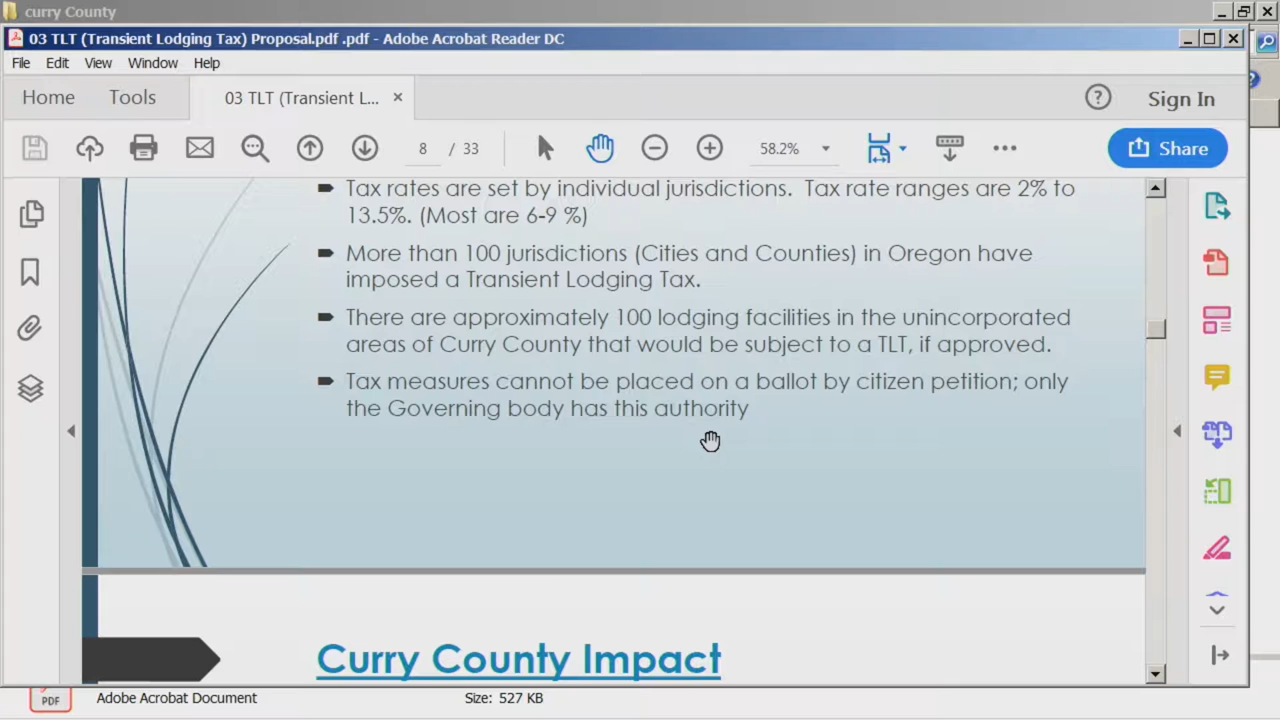 curry County
03 TLT (Transient Lodging Tax) Proposal.pdf .pdf - Adobe Acrobat Reader DC
File Edit View Window Help
Home Tools 03 TLT (Transient L... × ? Sign In
8 / 33 58.2% Share
Tax rates are set by individual jurisdictions. Tax rate ranges are 2% to
13.5%. (Most are 6-9 %)
More than 100 jurisdictions (Cities and Counties) in Oregon have
imposed a Transient Lodging Tax.
There are approximately 100 lodging facilities in the unincorporated
areas of Curry County that would be subject to a TLT, if approved.
Tax measures cannot be placed on a ballot by citizen petition; only
the Governing body has this authority
Curry County Impact
PDF Adobe Acrobat Document Size: 527 KB